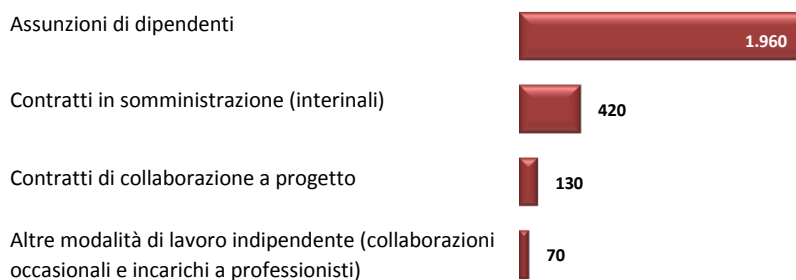 Assunzioni di dipendenti
1.960
Contratti in somministrazione (interinali)
420
Contratti di collaborazione a progetto
130
Altre modalità di lavoro indipendente (collaborazioni
occasionali e incarichi a professionisti)
70